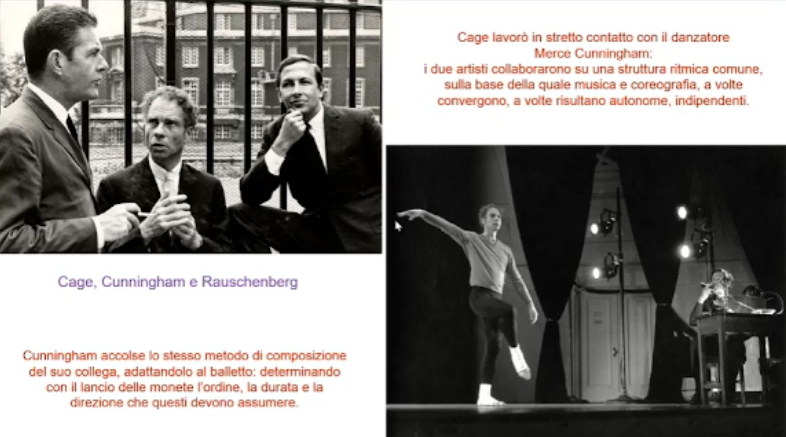 Cage, Cunningham e Rauschenberg
Cunningham accolse lo stesso metodo di composizione
del suo collega, adattandolo al balletto: determinando
con il lancio delle monete l'ordine, la durata e la
direzione che questi devono assumere.
Cage lavorò in stretto contatto con il danzatore
Merce Cunningham:
i due artisti collaborarono su una struttura ritmica comune,
sulla base della quale musica e coreografia, a volte
convergono, a volte risultano autonome, indipendenti.